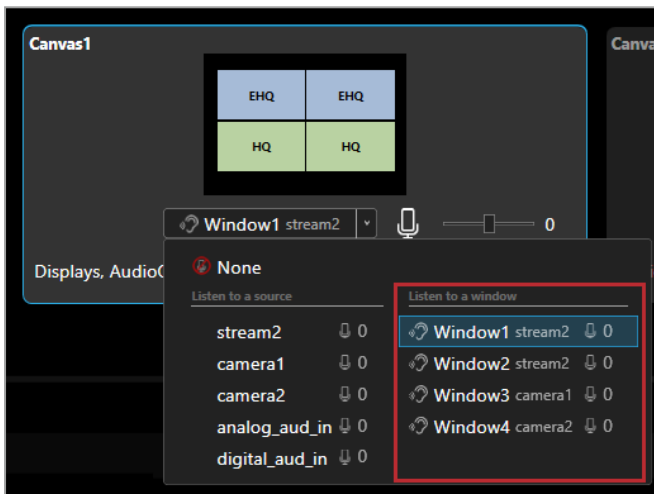 Canvas1
Canva
EHQ EHQ
HQ HQ
Window1 stream2 0
Displays, Audio
None
Listen to a source
stream2 0
camera1 0
camera2 0
analog_aud_in 0
digital_aud_in 0
Listen to a window
Window1 stream2 0
Window2 stream2 0
Window3 camera1 0
Window4 camera2 0